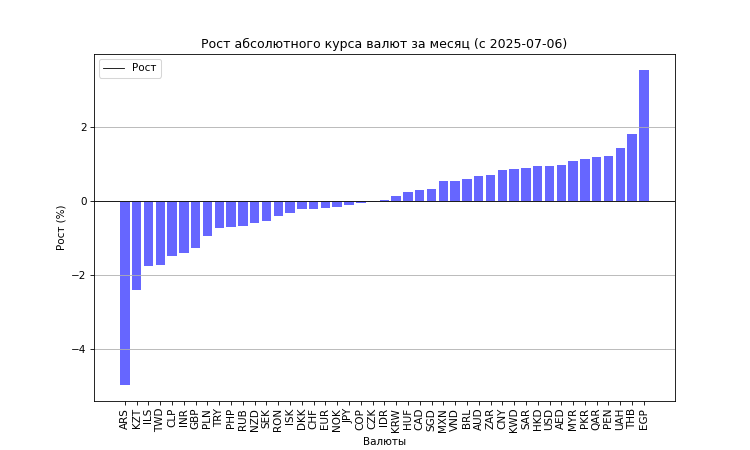 Рост абсолютного курса валют за месяц (с 2025-07-06)
Рост
Рост (%)
2
0
−2
−4
ARS
KZT
ILS
TWD
CLP
INR
GBP
PLN
TRY
PHP
RUB
NZD
SEK
RON
ISK
DKK
CHF
EUR
NOK
JPY
COP
CZK
IDR
KRW
HUF
CAD
SGD
MXN
VND
BRL
AUD
ZAR
CNY
KWD
SAR
HKD
USD
AED
MYR
PKR
QAR
PEN
UAH
THB
EGP
Валюты